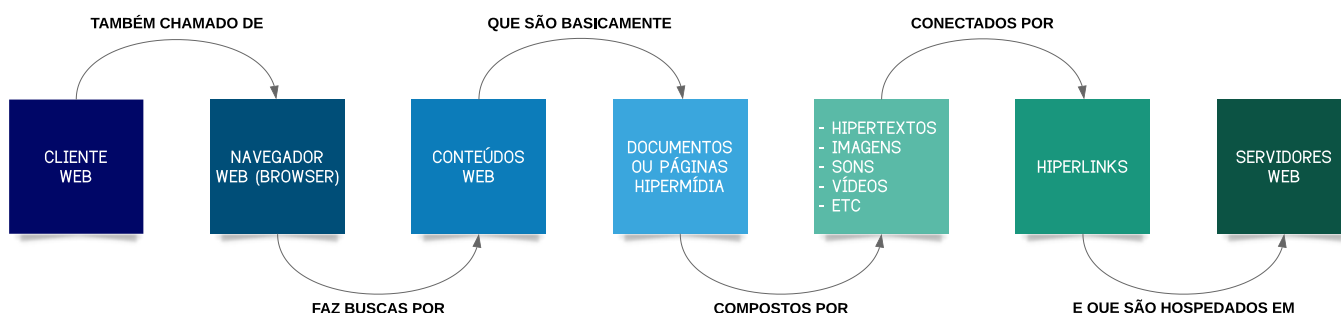 TAMBÉM CHAMADO DE
QUE SÃO BASICAMENTE
CONECTADOS POR
CLIENTE
WEB
NAVEGADOR
WEB (BROWSER)
CONTEÚDOS
WEB
DOCUMENTOS
OU PÁGINAS
HIPERMÍDIA
- HIPERTEXTOS
- IMAGENS
- SONS
- VÍDEOS
- ETC
HIPERLINKS
SERVIDORES
WEB
FAZ BUSCAS POR
COMPOSTOS POR
E QUE SÃO HOSPEDADOS EM